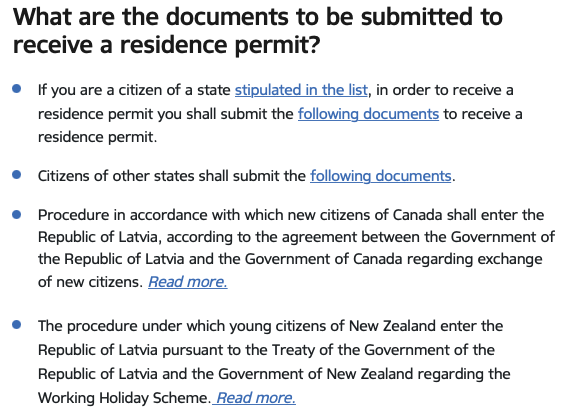 What are the documents to be submitted to
receive a residence permit?
If you are a citizen of a state stipulated in the list, in order to receive a
residence permit you shall submit the following documents to receive a
residence permit.
Citizens of other states shall submit the following documents.
Procedure in accordance with which new citizens of Canada shall enter the
Republic of Latvia, according to the agreement between the Government of
the Republic of Latvia and the Government of Canada regarding exchange
of new citizens. Read more.
The procedure under which young citizens of New Zealand enter the
Republic of Latvia pursuant to the Treaty of the Government of the
Republic of Latvia and the Government of New Zealand regarding the
Working Holiday Scheme. Read more.